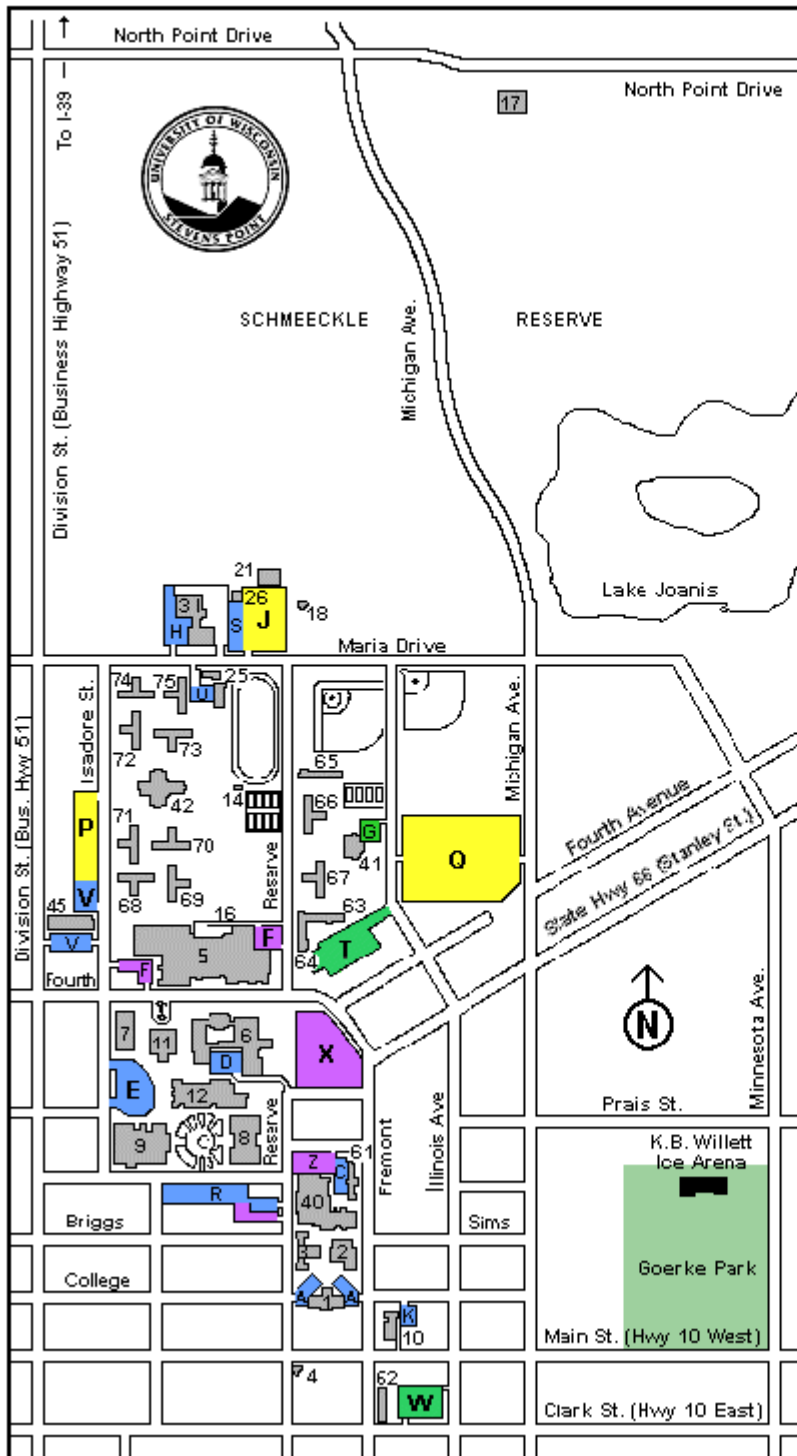 North Point Drive
North Point Drive
To I-39
17
UNIVERSITY OF WISCONSIN
STEVENS POINT
Division St. (Business Highway 51)
SCHMEECKLE RESERVE
Michigan Ave.
Lake Joanis
21
26
31
H
S
J
18
Maria Drive
Isadore St.
74
75
U
25
72
73
65
Michigan Ave.
Division St. (Bus. Hwy 51)
42
14
66
P
71
70
G
41
Q
Fourth Avenue
State Hwy 66 (Stanley St.)
Reserve
67
68
69
V
45
16
63
F
T
V
5
64
F
Fourth
N
Minnesota Ave.
7
11
6
X
D
E
12
Prais St.
9
C
8
Reserve
61
Fremont
Illinois Ave
K.B. Willett
Ice Arena
Z
C
R
40
Briggs
Sims
3
2
College
Goerke Park
A
1
A
K
10
Main St. (Hwy 10 West)
4
62
W
Clark St. (Hwy 10 East)